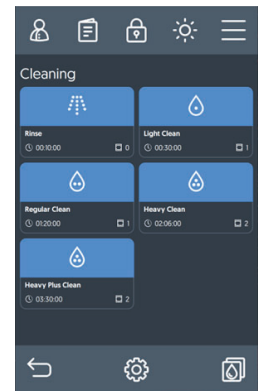 Cleaning
Rinse
00:10:00 0
Light Clean
00:30:00 1
Regular Clean
01:20:00 1
Heavy Clean
02:06:00 2
Heavy Plus Clean
03:30:00 2